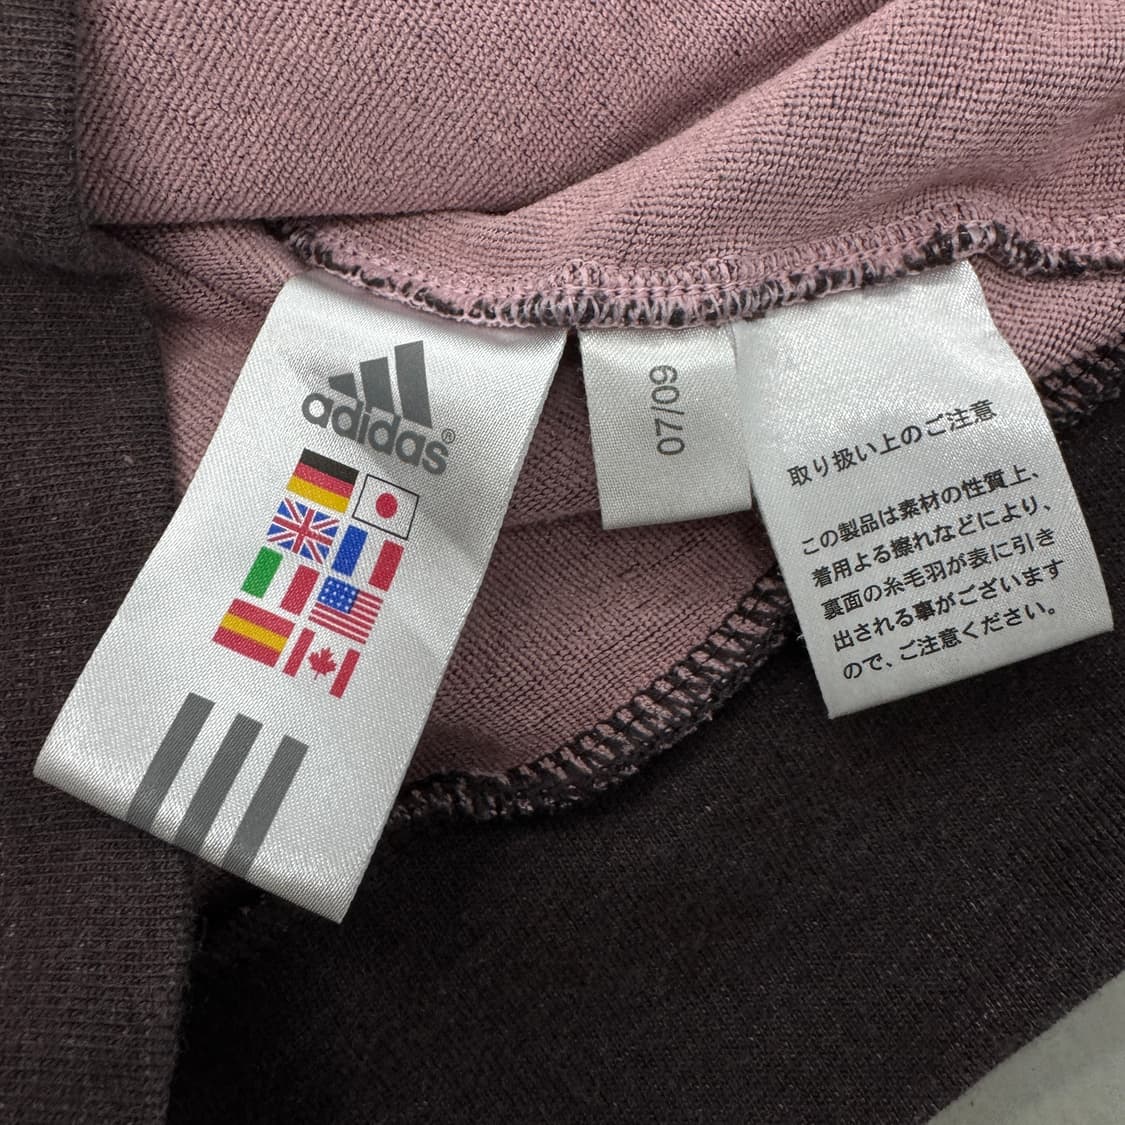 adidas®
07/09
取り扱い上のご注意
この製品は素材の性質上、
着用よる擦れなどにより、
裏面の糸毛羽が表に引き
出される事がございます
ので、ご注意ください。